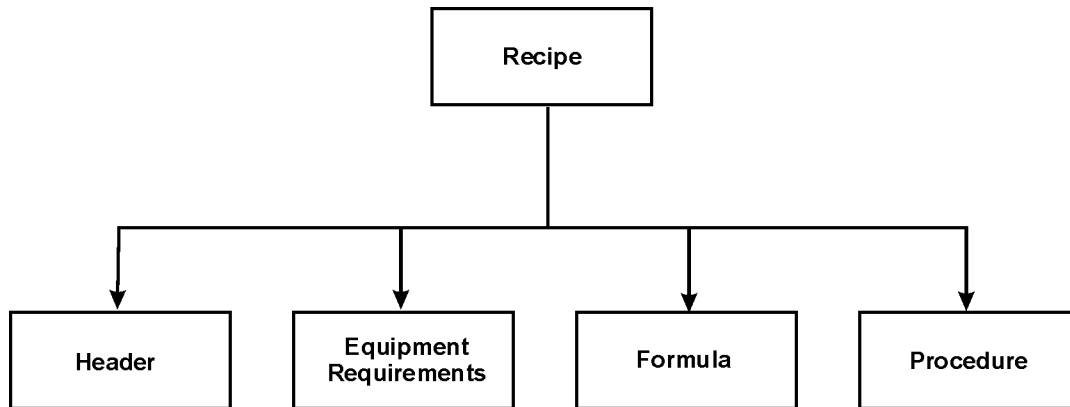 Recipe
Header
Equipment
Requirements
Formula
Procedure